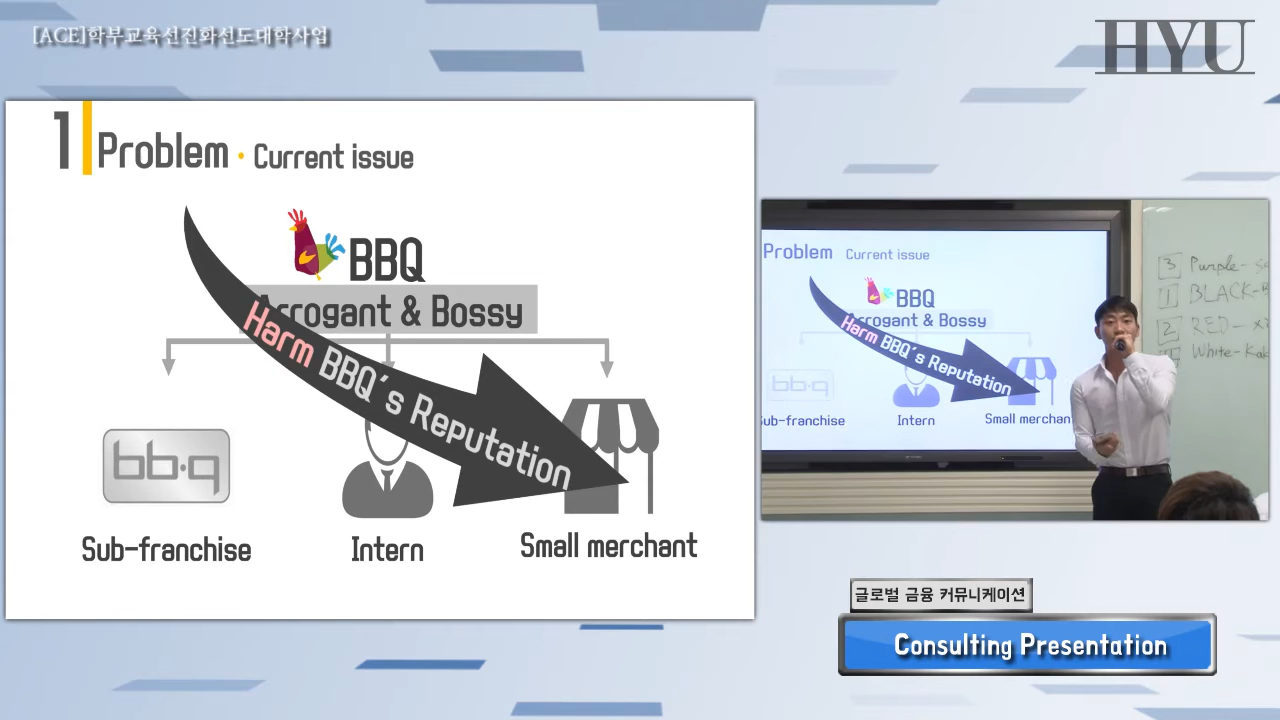 [ACE]학부교육선진화선도대학사업
HYU
1 Problem · Current issue
BBQ
Arrogant & Bossy
Harm BBQ's Reputation
bb·q
Sub-franchise
Intern
Small merchant
Problem Current issue
BBQ
Arrogant & Bossy
Harm BBQ's Reputation
bb·q
Sub-franchise
Intern
Small merchan
3 Purple-
1 BLACK-
2 RED-
White-Kak
글로벌 금융 커뮤니케이션
Consulting Presentation